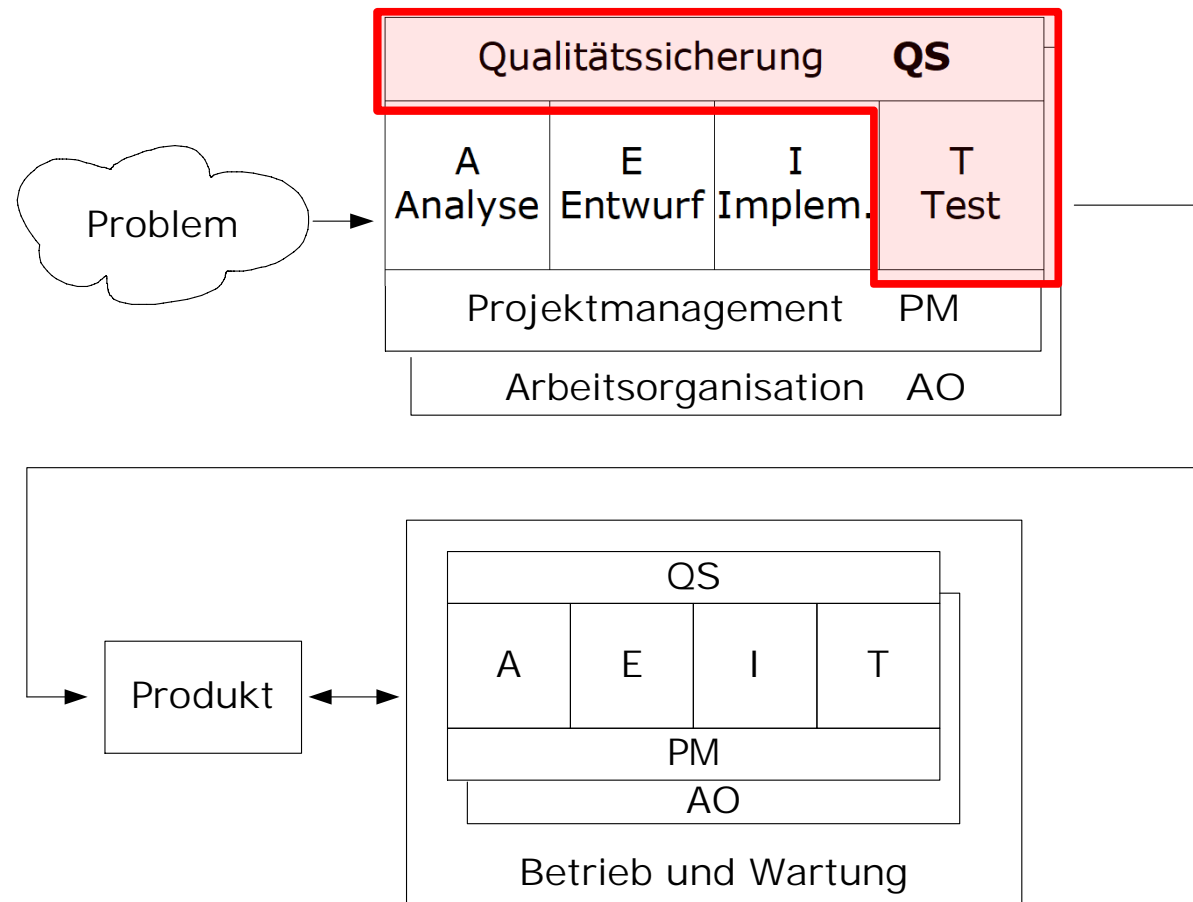 Qualitätssicherung QS
Problem
A
Analyse
E
Entwurf
I
Implem.
T
Test
Projektmanagement PM
Arbeitsorganisation AO
Produkt
QS
A E I T
PM
AO
Betrieb und Wartung